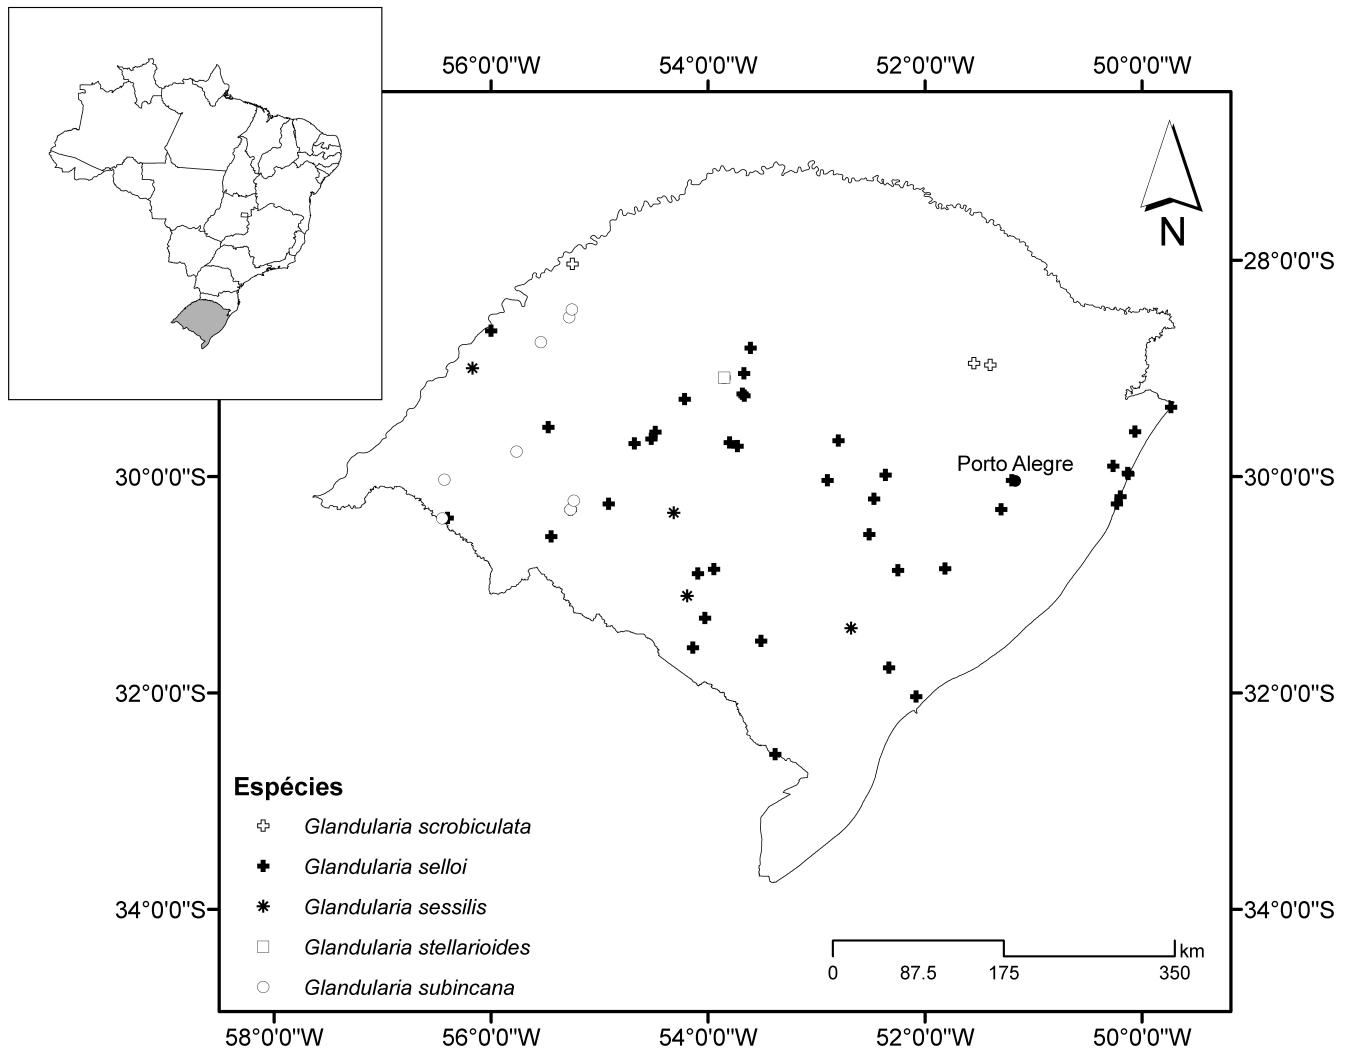 56°0'0"W 54°0'0"W 52°0'0"W 50°0'0"W
N
28°0'0"S
Porto Alegre
30°0'0"S 30°0'0"S
32°0'0"S 32°0'0"S
Espécies
Glandularia scrobiculata
Glandularia selloi
Glandularia sessilis
34°0'0"S 34°0'0"S
Glandularia stellarioides
km
0 87.5 175 350
Glandularia subincana
58°0'0"W 56°0'0"W 54°0'0"W 52°0'0"W 50°0'0"W